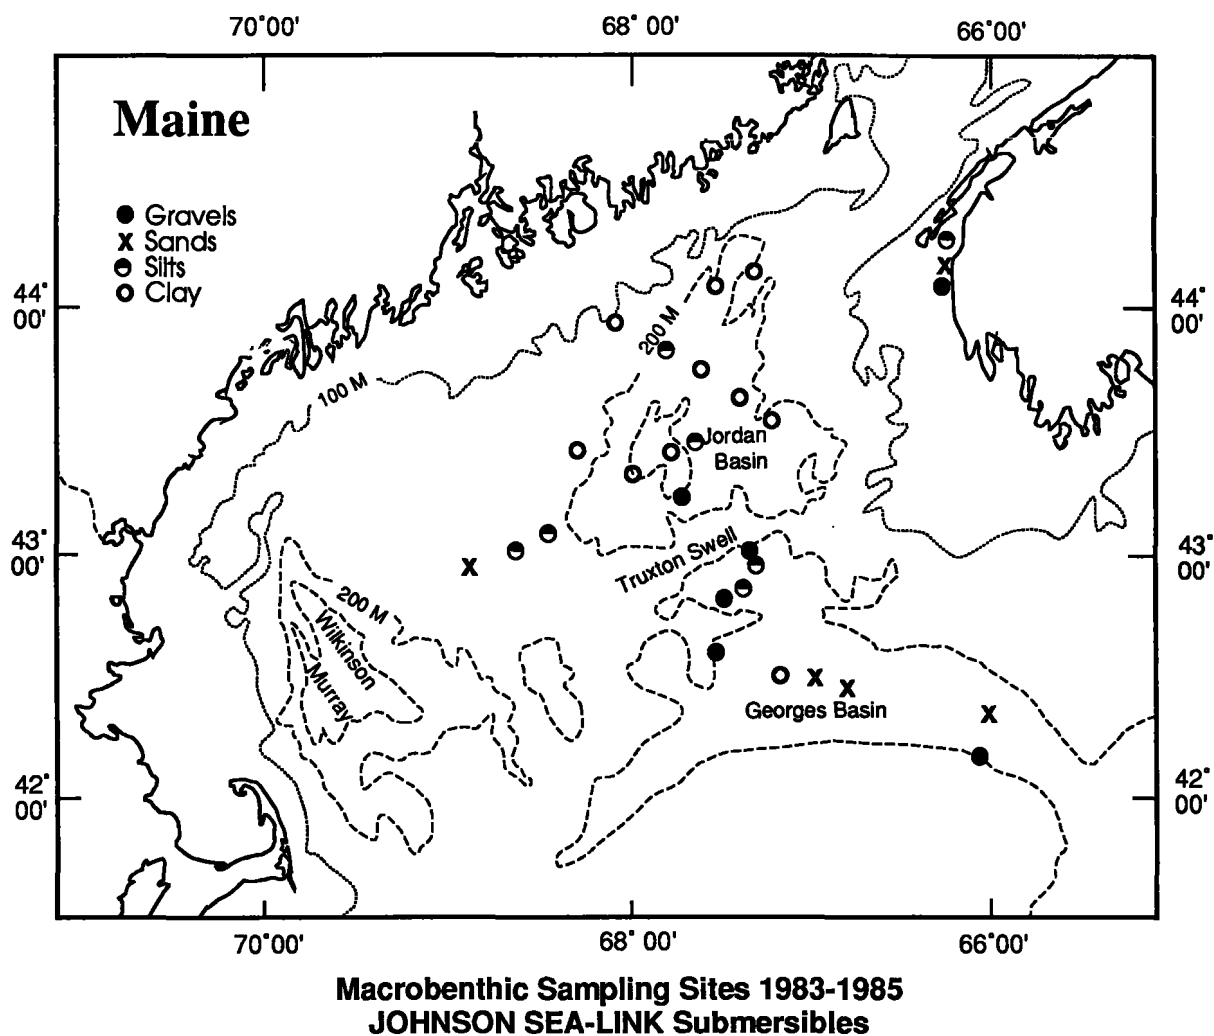 70° 00'
68° 00'
66° 00'
Maine
Gravels
X Sands
Silts
Clay
44°
00'
44°
00'
200 M
100 M
Jordan
Basin
43°
00'
Truxton Swell
43°
00'
200 M
Wilkinson
Murray
Georges Basin
42°
00'
42°
00'
70°00'
68° 00'
66°00'
Macrobenthic Sampling Sites 1983-1985
JOHNSON SEA-LINK Submersibles